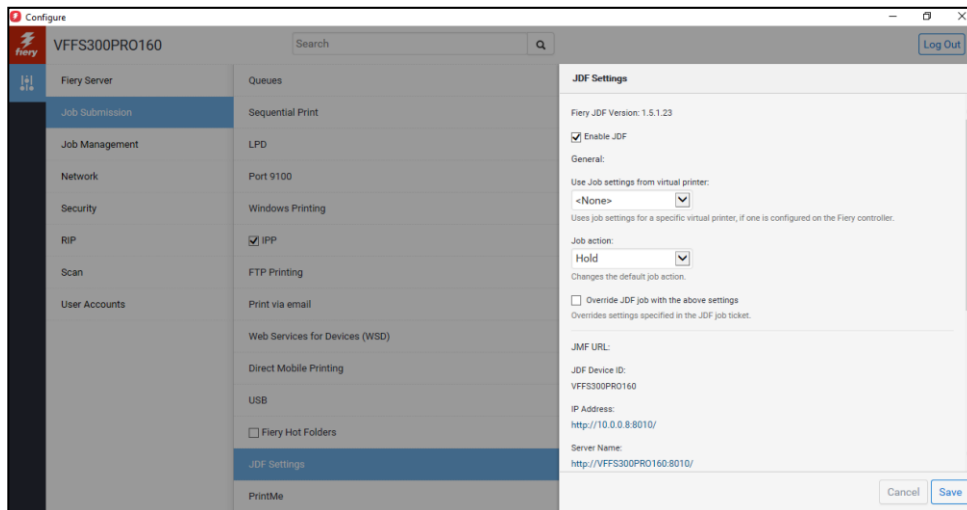 Configure
fiery
VFFS300PRO160
Search
Log Out
Fiery Server
Job Submission
Job Management
Network
Security
RIP
Scan
User Accounts
Queues
Sequential Print
LPD
Port 9100
Windows Printing
IPP
FTP Printing
Print via email
Web Services for Devices (WSD)
Direct Mobile Printing
USB
Fiery Hot Folders
JDF Settings
PrintMe
JDF Settings
Fiery JDF Version: 1.5.1.23
Enable JDF
General:
Use Job settings from virtual printer:
<None>
Uses job settings for a specific virtual printer, if one is configured on the Fiery controller.
Job action:
Hold
Changes the default job action.
Override JDF job with the above settings
Overrides settings specified in the JDF job ticket.
JMF URL:
JDF Device ID:
VFFS300PRO160
IP Address:
http://10.0.0.8:8010/
Server Name:
http://VFFS300PRO160:8010/
Cancel
Save